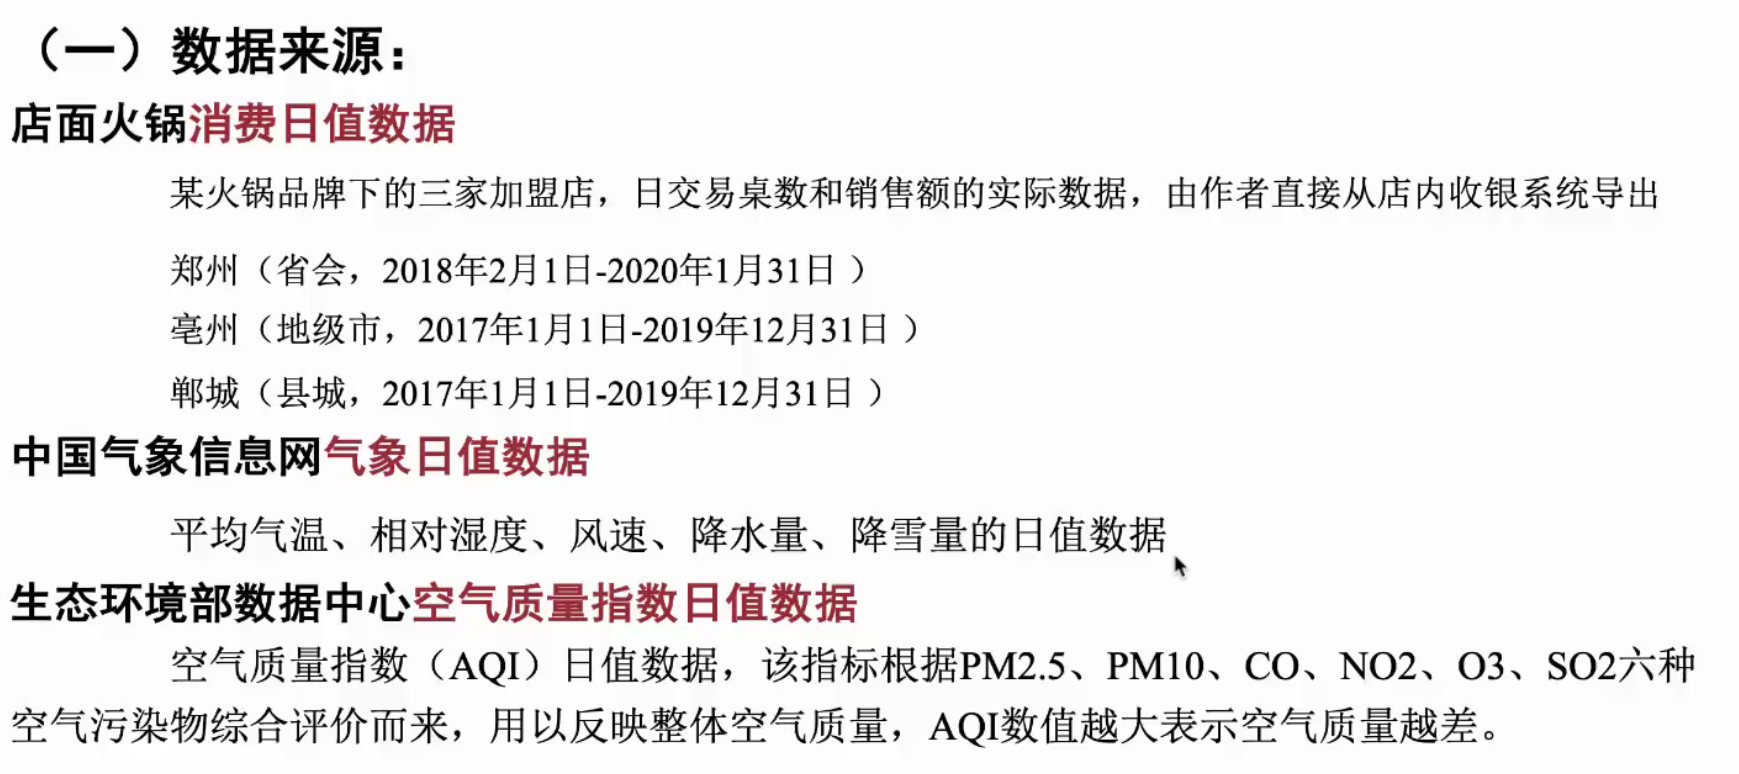 （一）数据来源：
店面火锅消费日值数据
某火锅品牌下的三家加盟店，日交易桌数和销售额的实际数据，由作者直接从店内收银系统导出
郑州（省会，2018年2月1日-2020年1月31日 ）
亳州（地级市，2017年1月1日-2019年12月31日 ）
郸城（县城，2017年1月1日-2019年12月31日 ）
中国气象信息网气象日值数据
平均气温、相对湿度、风速、降水量、降雪量的日值数据
生态环境部数据中心空气质量指数日值数据
空气质量指数（AQI）日值数据，该指标根据PM2.5、PM10、CO、NO2、O3、SO2六种
空气污染物综合评价而来，用以反映整体空气质量，AQI数值越大表示空气质量越差。